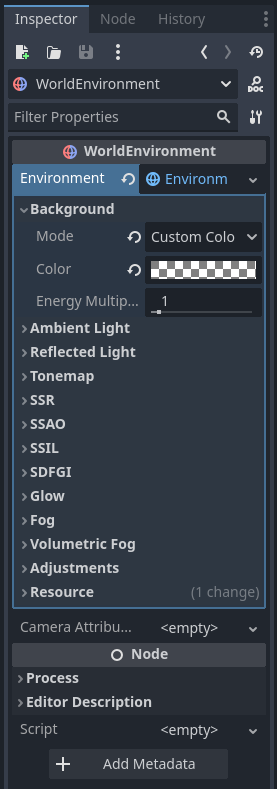 Inspector Node History
WorldEnvironment
DOC
Filter Properties
WorldEnvironment
Environment Environm
Background
Mode Custom Colo
Color
Energy Multip... 1
Ambient Light
Reflected Light
Tonemap
SSR
SSAO
SSIL
SDFGI
Glow
Fog
Volumetric Fog
Adjustments
Resource (1 change)
Camera Attribu... <empty>
Node
Process
Editor Description
Script <empty>
Add Metadata